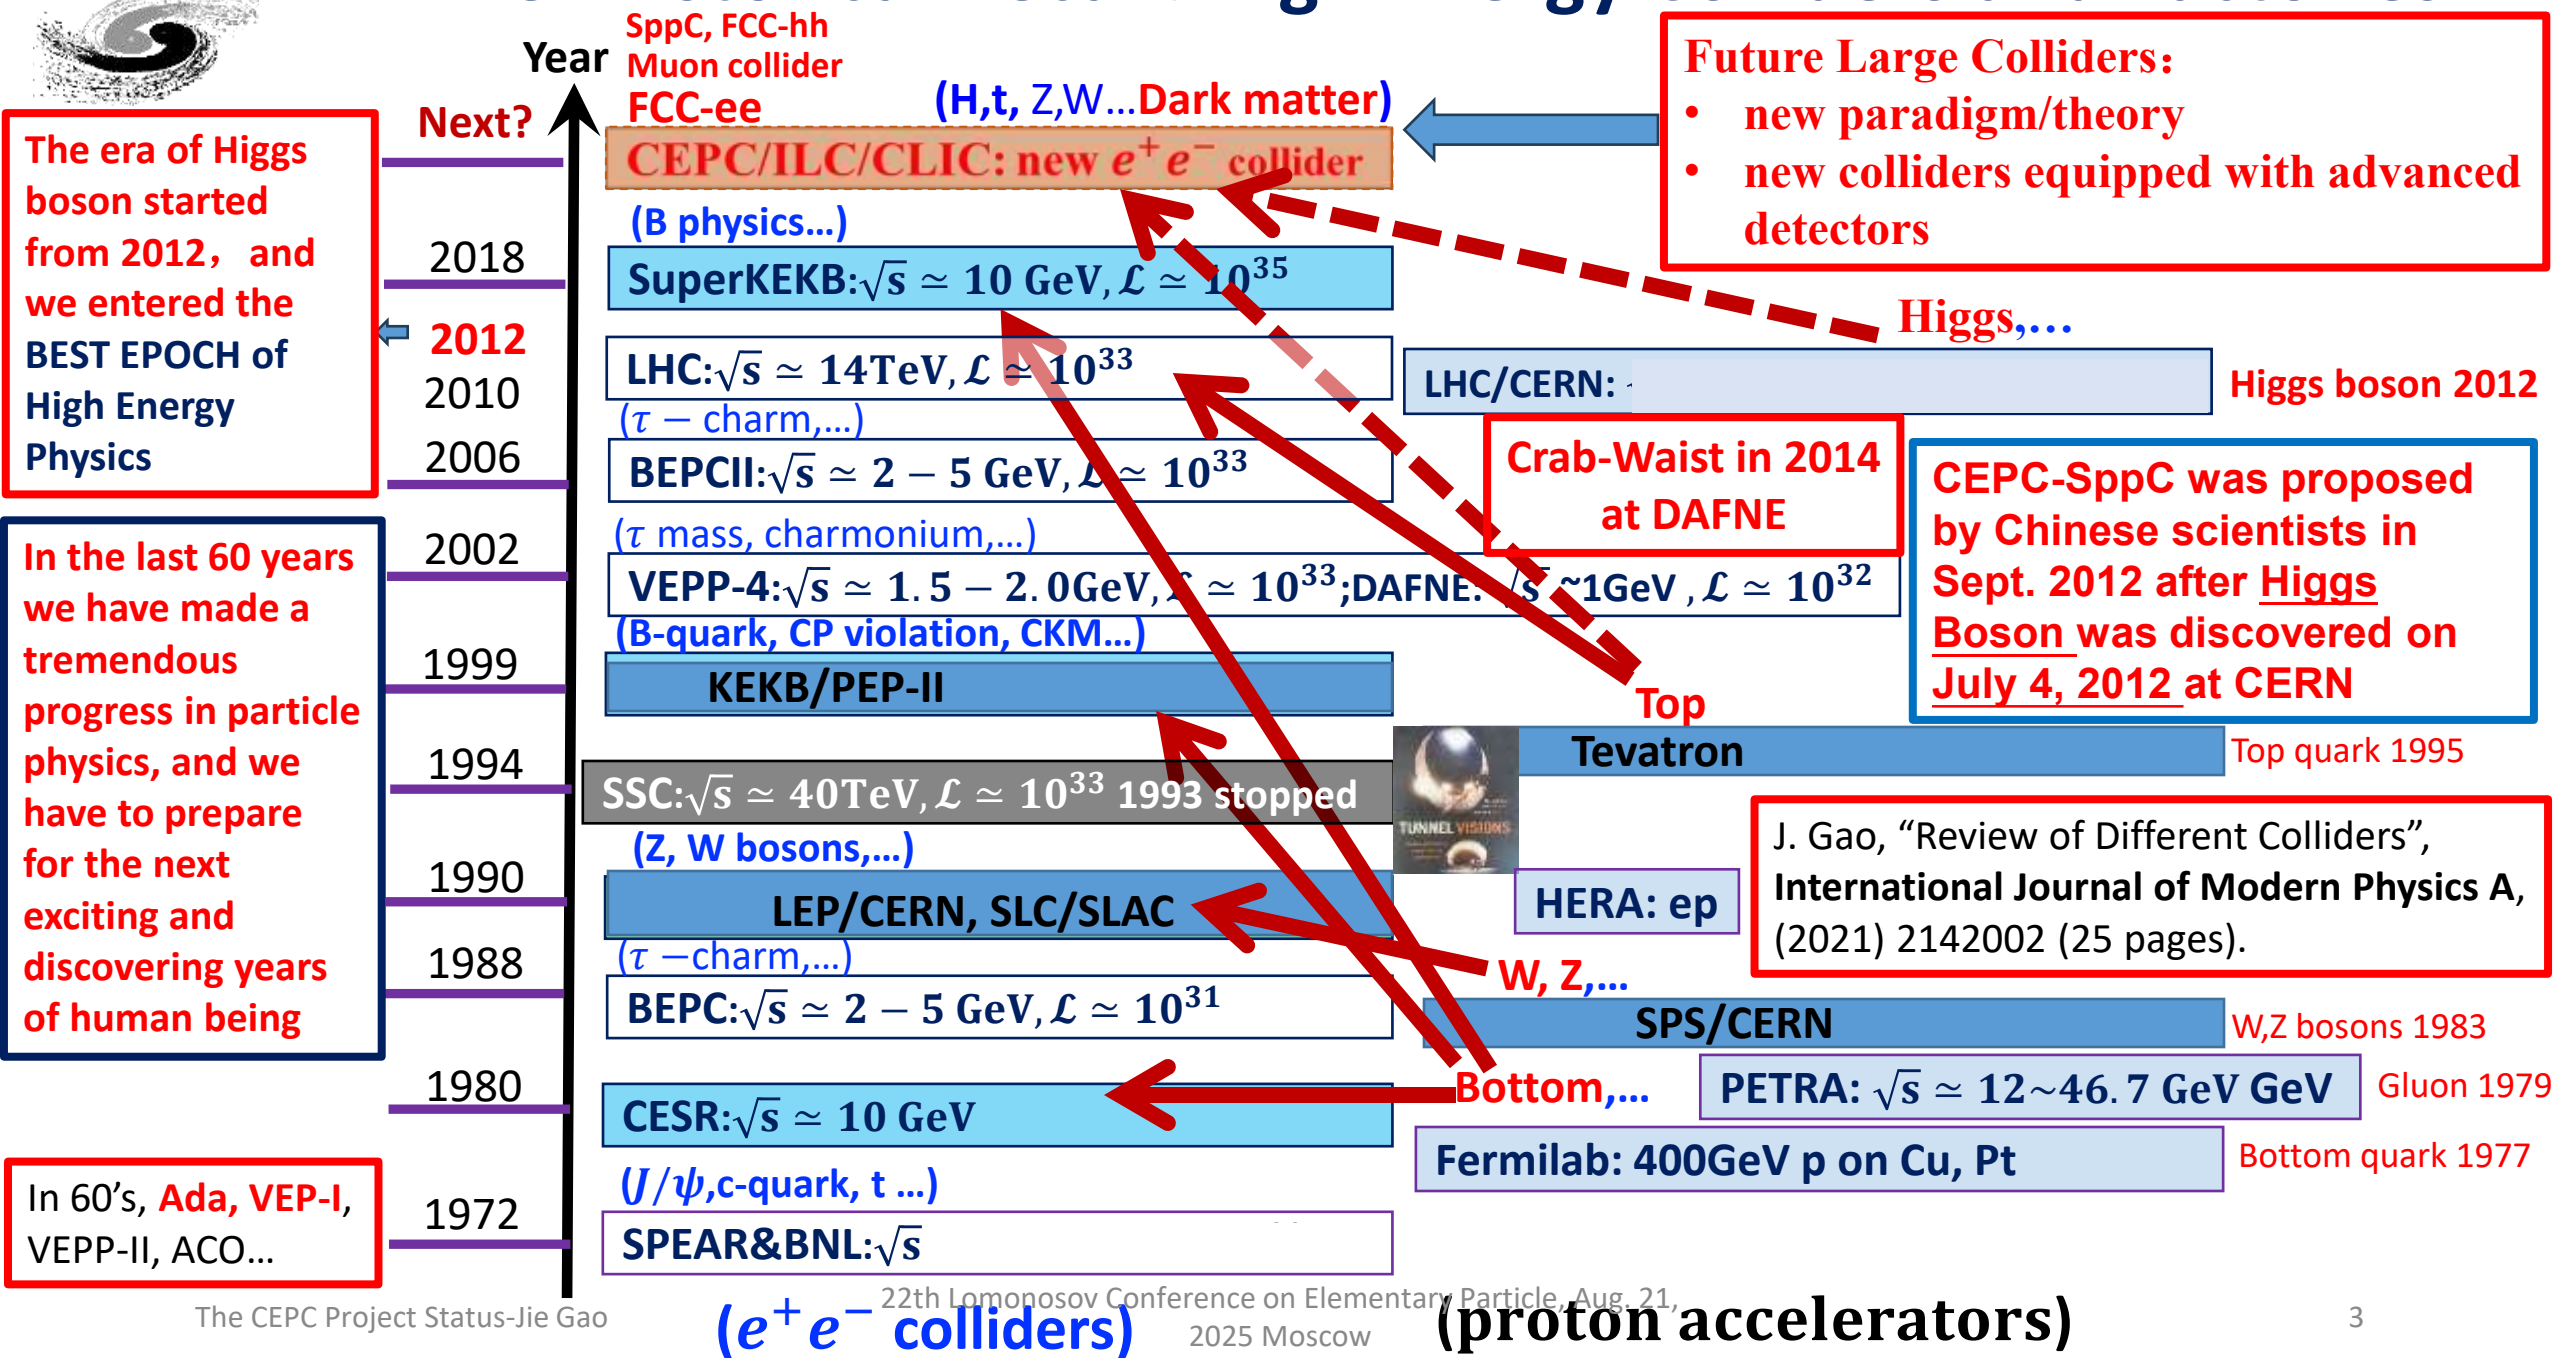 Year
SppC, FCC-hh
Muon collider
FCC-ee
Next?
(H,t, Z,W...Dark matter)
CEPC/ILC/CLIC: new e⁺e⁻ collider
Future Large Colliders：
• new paradigm/theory
• new colliders equipped with advanced
detectors
The era of Higgs
boson started
from 2012， and
we entered the
BEST EPOCH of
High Energy
Physics
(B physics...)
2018
SuperKEKB:√s ≃ 10 GeV, ℒ ≃ 10³⁵
Higgs,...
2012
LHC:√s ≃ 14TeV, ℒ ≃ 10³³
LHC/CERN:
Higgs boson 2012
2010
(τ − charm,...)
2006
BEPCII:√s ≃ 2 − 5 GeV, ℒ ≃ 10³³
Crab-Waist in 2014
at DAFNE
CEPC-SppC was proposed
by Chinese scientists in
Sept. 2012 after Higgs
Boson was discovered on
July 4, 2012 at CERN
In the last 60 years
we have made a
tremendous
progress in particle
physics, and we
have to prepare
for the next
exciting and
discovering years
of human being
2002
(τ mass, charmonium,...)
VEPP-4:√s ≃ 1.5 − 2.0GeV, ℒ ≃ 10³³;DAFNE: √s ~1GeV , ℒ ≃ 10³²
(B-quark, CP violation, CKM...)
1999
KEKB/PEP-II
Top
Tevatron
Top quark 1995
1994
SSC:√s ≃ 40TeV, ℒ ≃ 10³³ 1993 stopped
TUNNEL VISIONS
(Z, W bosons,...)
J. Gao, “Review of Different Colliders”,
International Journal of Modern Physics A,
(2021) 2142002 (25 pages).
1990
LEP/CERN, SLC/SLAC
HERA: ep
1988
(τ −charm,...)
W, Z,...
BEPC:√s ≃ 2 − 5 GeV, ℒ ≃ 10³¹
SPS/CERN
W,Z bosons 1983
1980
CESR:√s ≃ 10 GeV
Bottom,...
PETRA: √s ≃ 12~46.7 GeV GeV
Gluon 1979
Fermilab: 400GeV p on Cu, Pt
Bottom quark 1977
In 60’s, Ada, VEP-I,
VEPP-II, ACO...
1972
(J/ψ,c-quark, t ...)
SPEAR&BNL:√s
(e⁺e⁻ colliders)
(proton accelerators)
The CEPC Project Status-Jie Gao
22th Lomonosov Conference on Elementary Particle, Aug. 21,
2025 Moscow
3